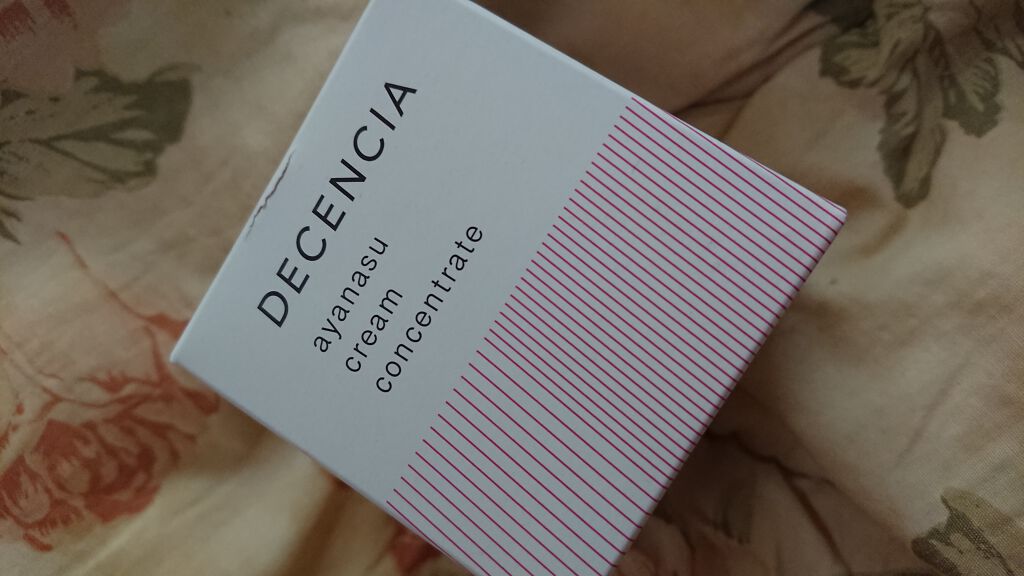 DECENCIA
ayanasu
cream
concentrate